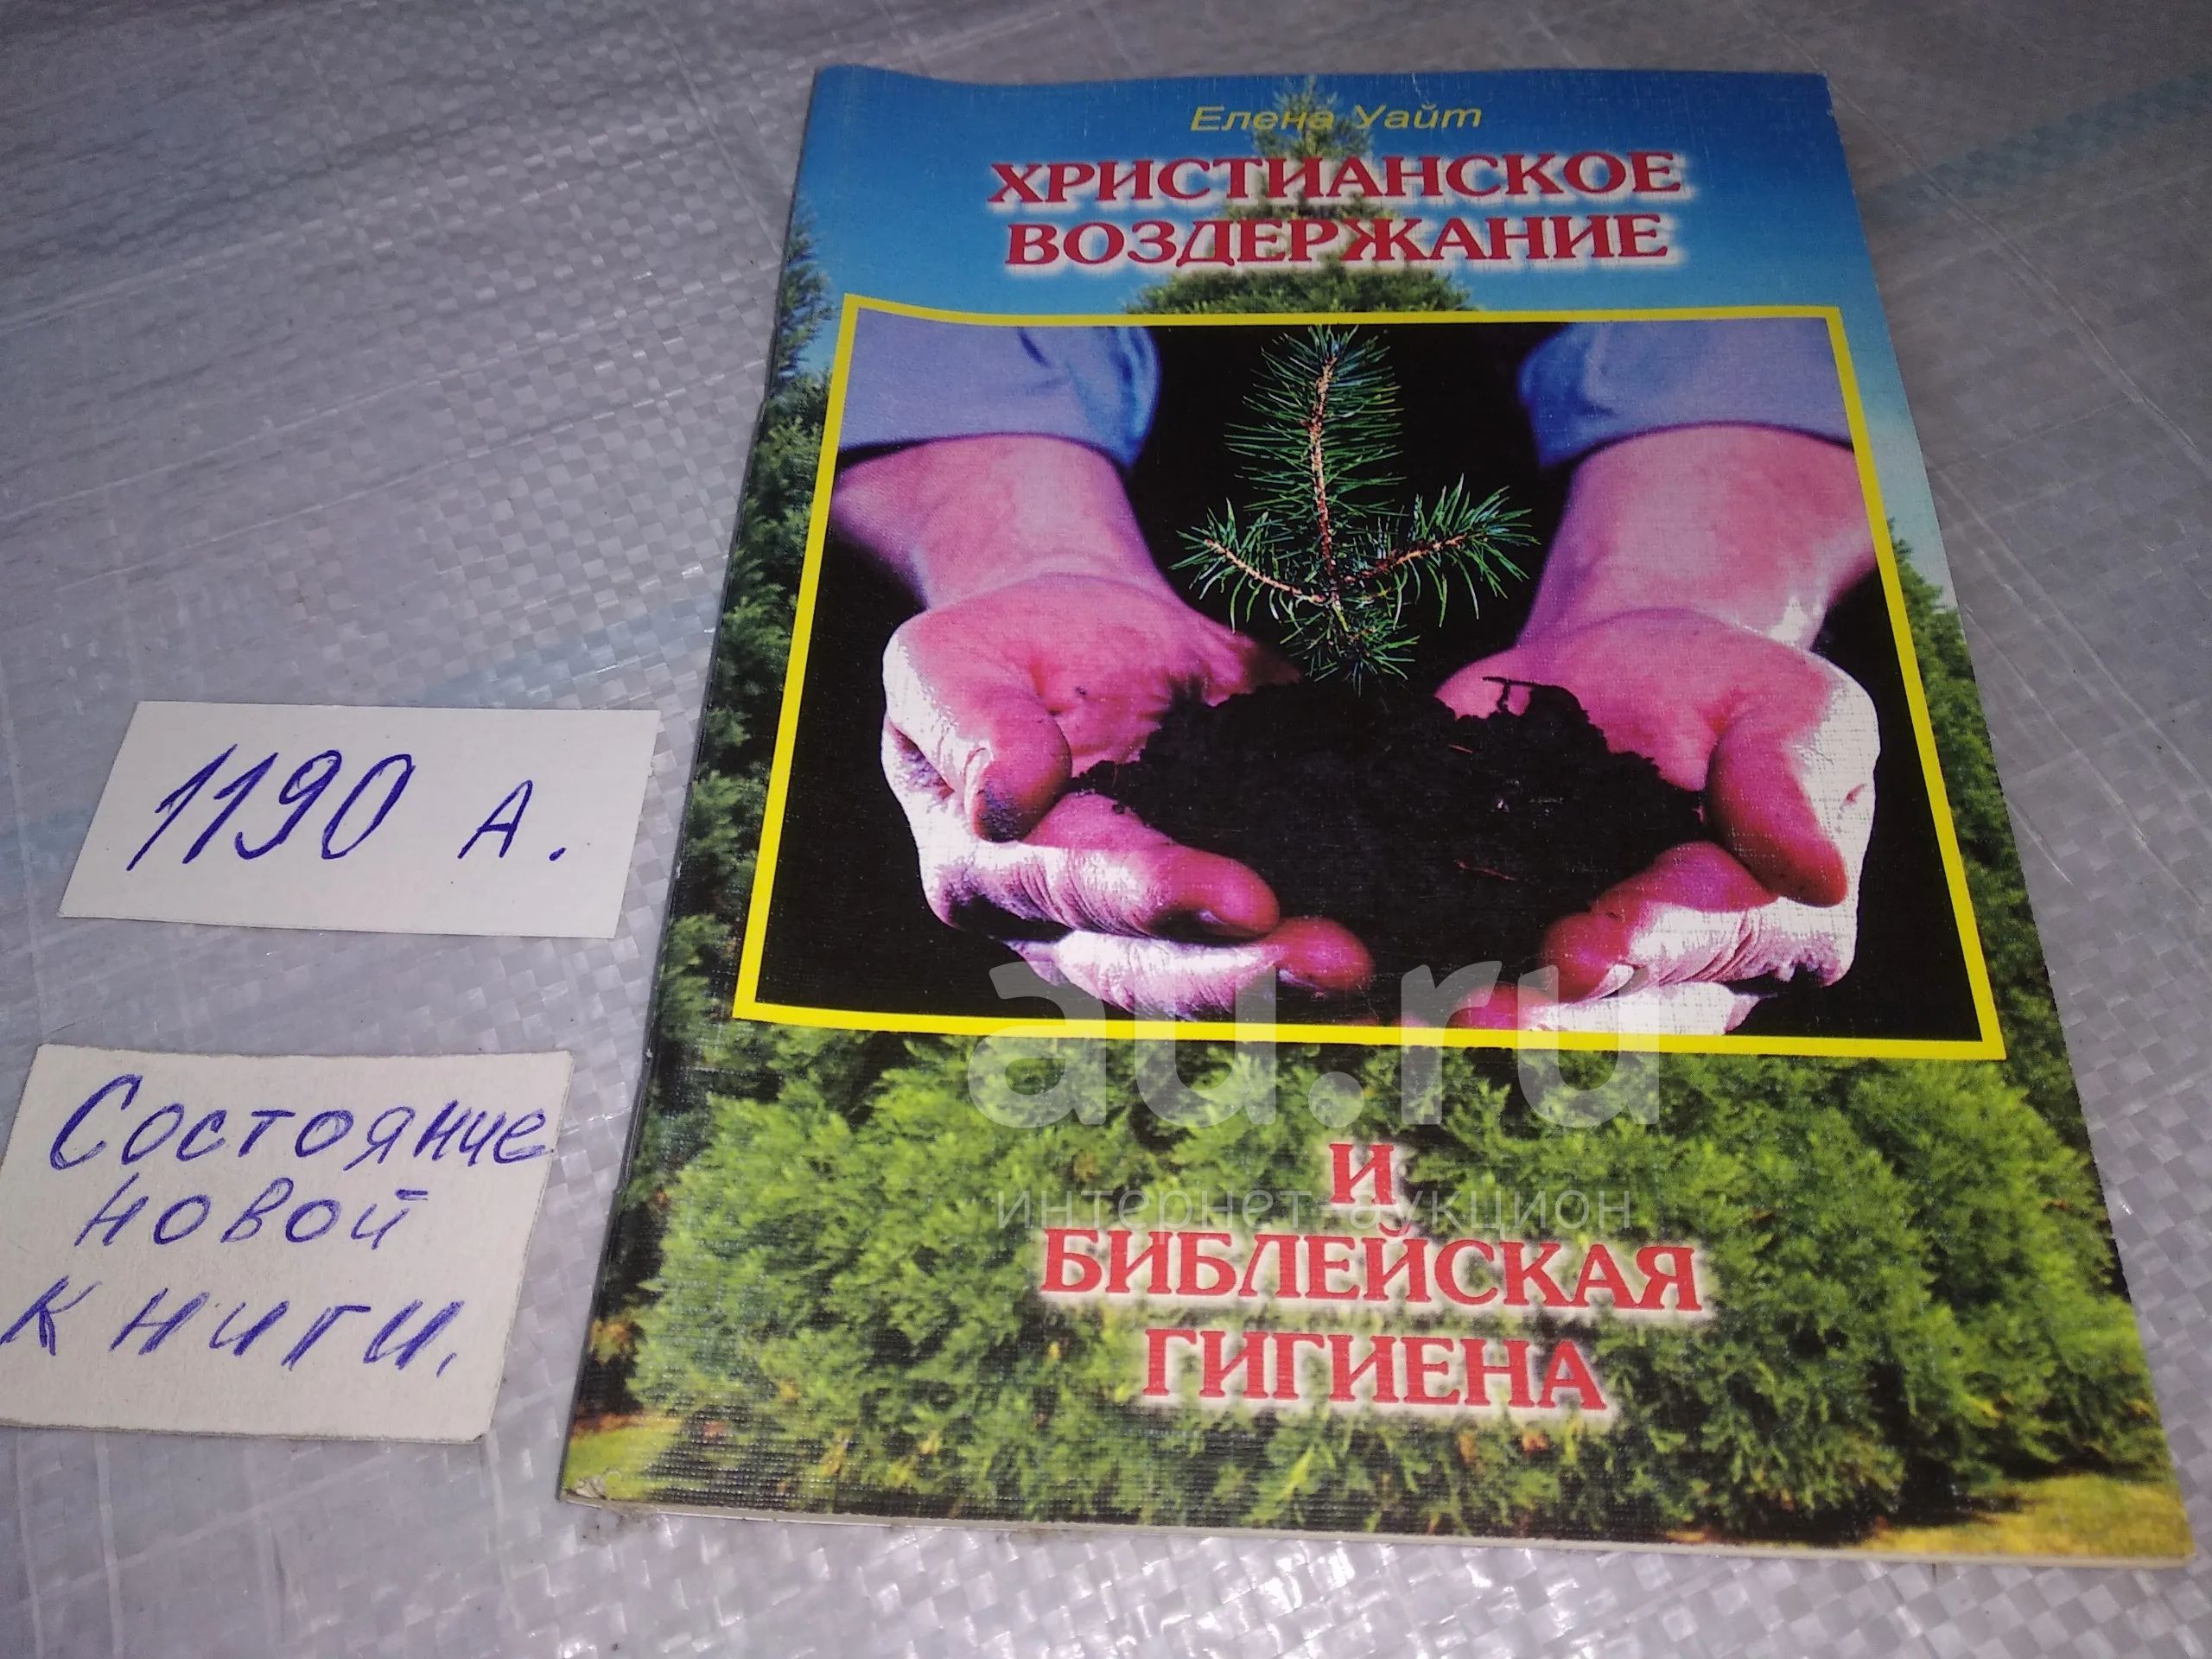 Елена Уайт
ХРИСТИАНСКОЕ
ВОЗДЕРЖАНИЕ
1190 А.
Состояние
новой
книги.
au.ru
интернет-аукцион
И
БИБЛЕЙСКАЯ
ГИГИЕНА